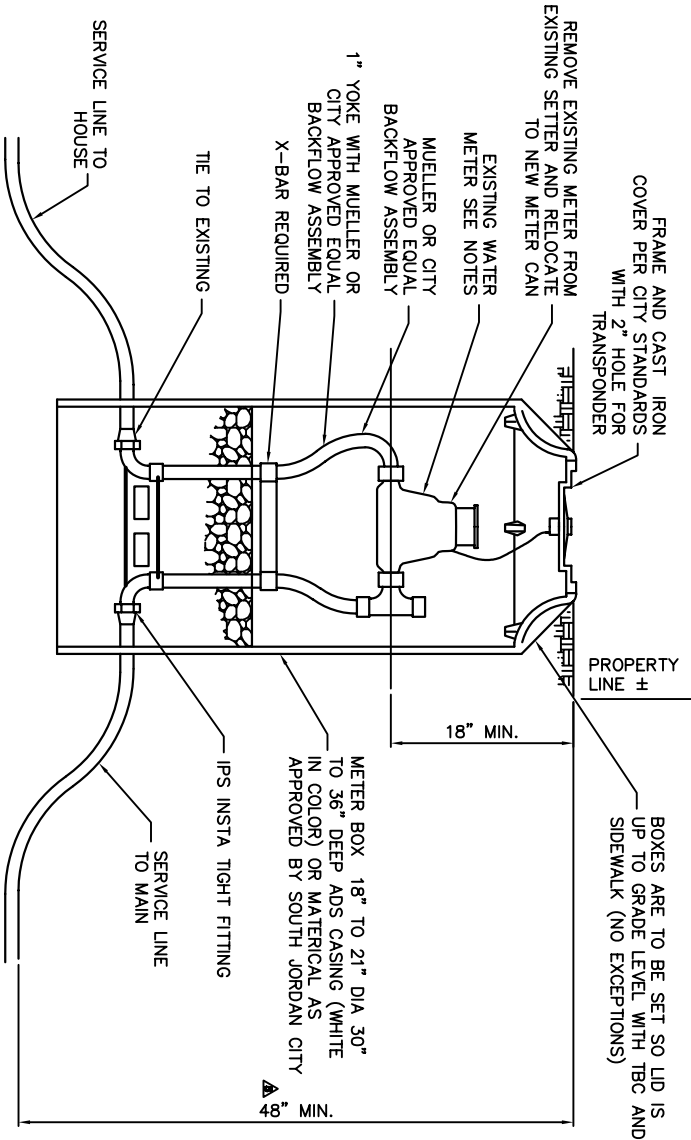 FRAME AND CAST IRON
COVER PER CITY STANDARDS
WITH 2" HOLE FOR
TRANSPONDER
REMOVE EXISTING METER FROM
EXISTING SETTER AND RELOCATE
TO NEW METER CAN
EXISTING WATER
METER SEE NOTES
MUELLER OR CITY
APPROVED EQUAL
BACKFLOW ASSEMBLY
1" YOKE WITH MUELLER OR
CITY APPROVED EQUAL
BACKFLOW ASSEMBLY
X-BAR REQUIRED
TIE TO EXISTING
SERVICE LINE TO
HOUSE
PROPERTY
LINE ±
18" MIN.
BOXES ARE TO BE SET SO LID IS
UP TO GRADE LEVEL WITH TBC AND
SIDEWALK (NO EXCEPTIONS)
METER BOX 18" TO 21" DIA 30"
TO 36" DEEP ADS CASING (WHITE
IN COLOR) OR MATERICAL AS
APPROVED BY SOUTH JORDAN CITY
IPS INSTA TIGHT FITTING
SERVICE LINE
TO MAIN
48" MIN.